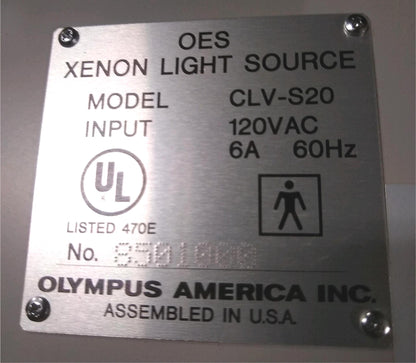 OES
XENON LIGHT SOURCE
MODEL CLV-S20
INPUT 120VAC
6A 60Hz
UL
LISTED 470E
No. 8501000
OLYMPUS AMERICA INC.
ASSEMBLED IN U.S.A.